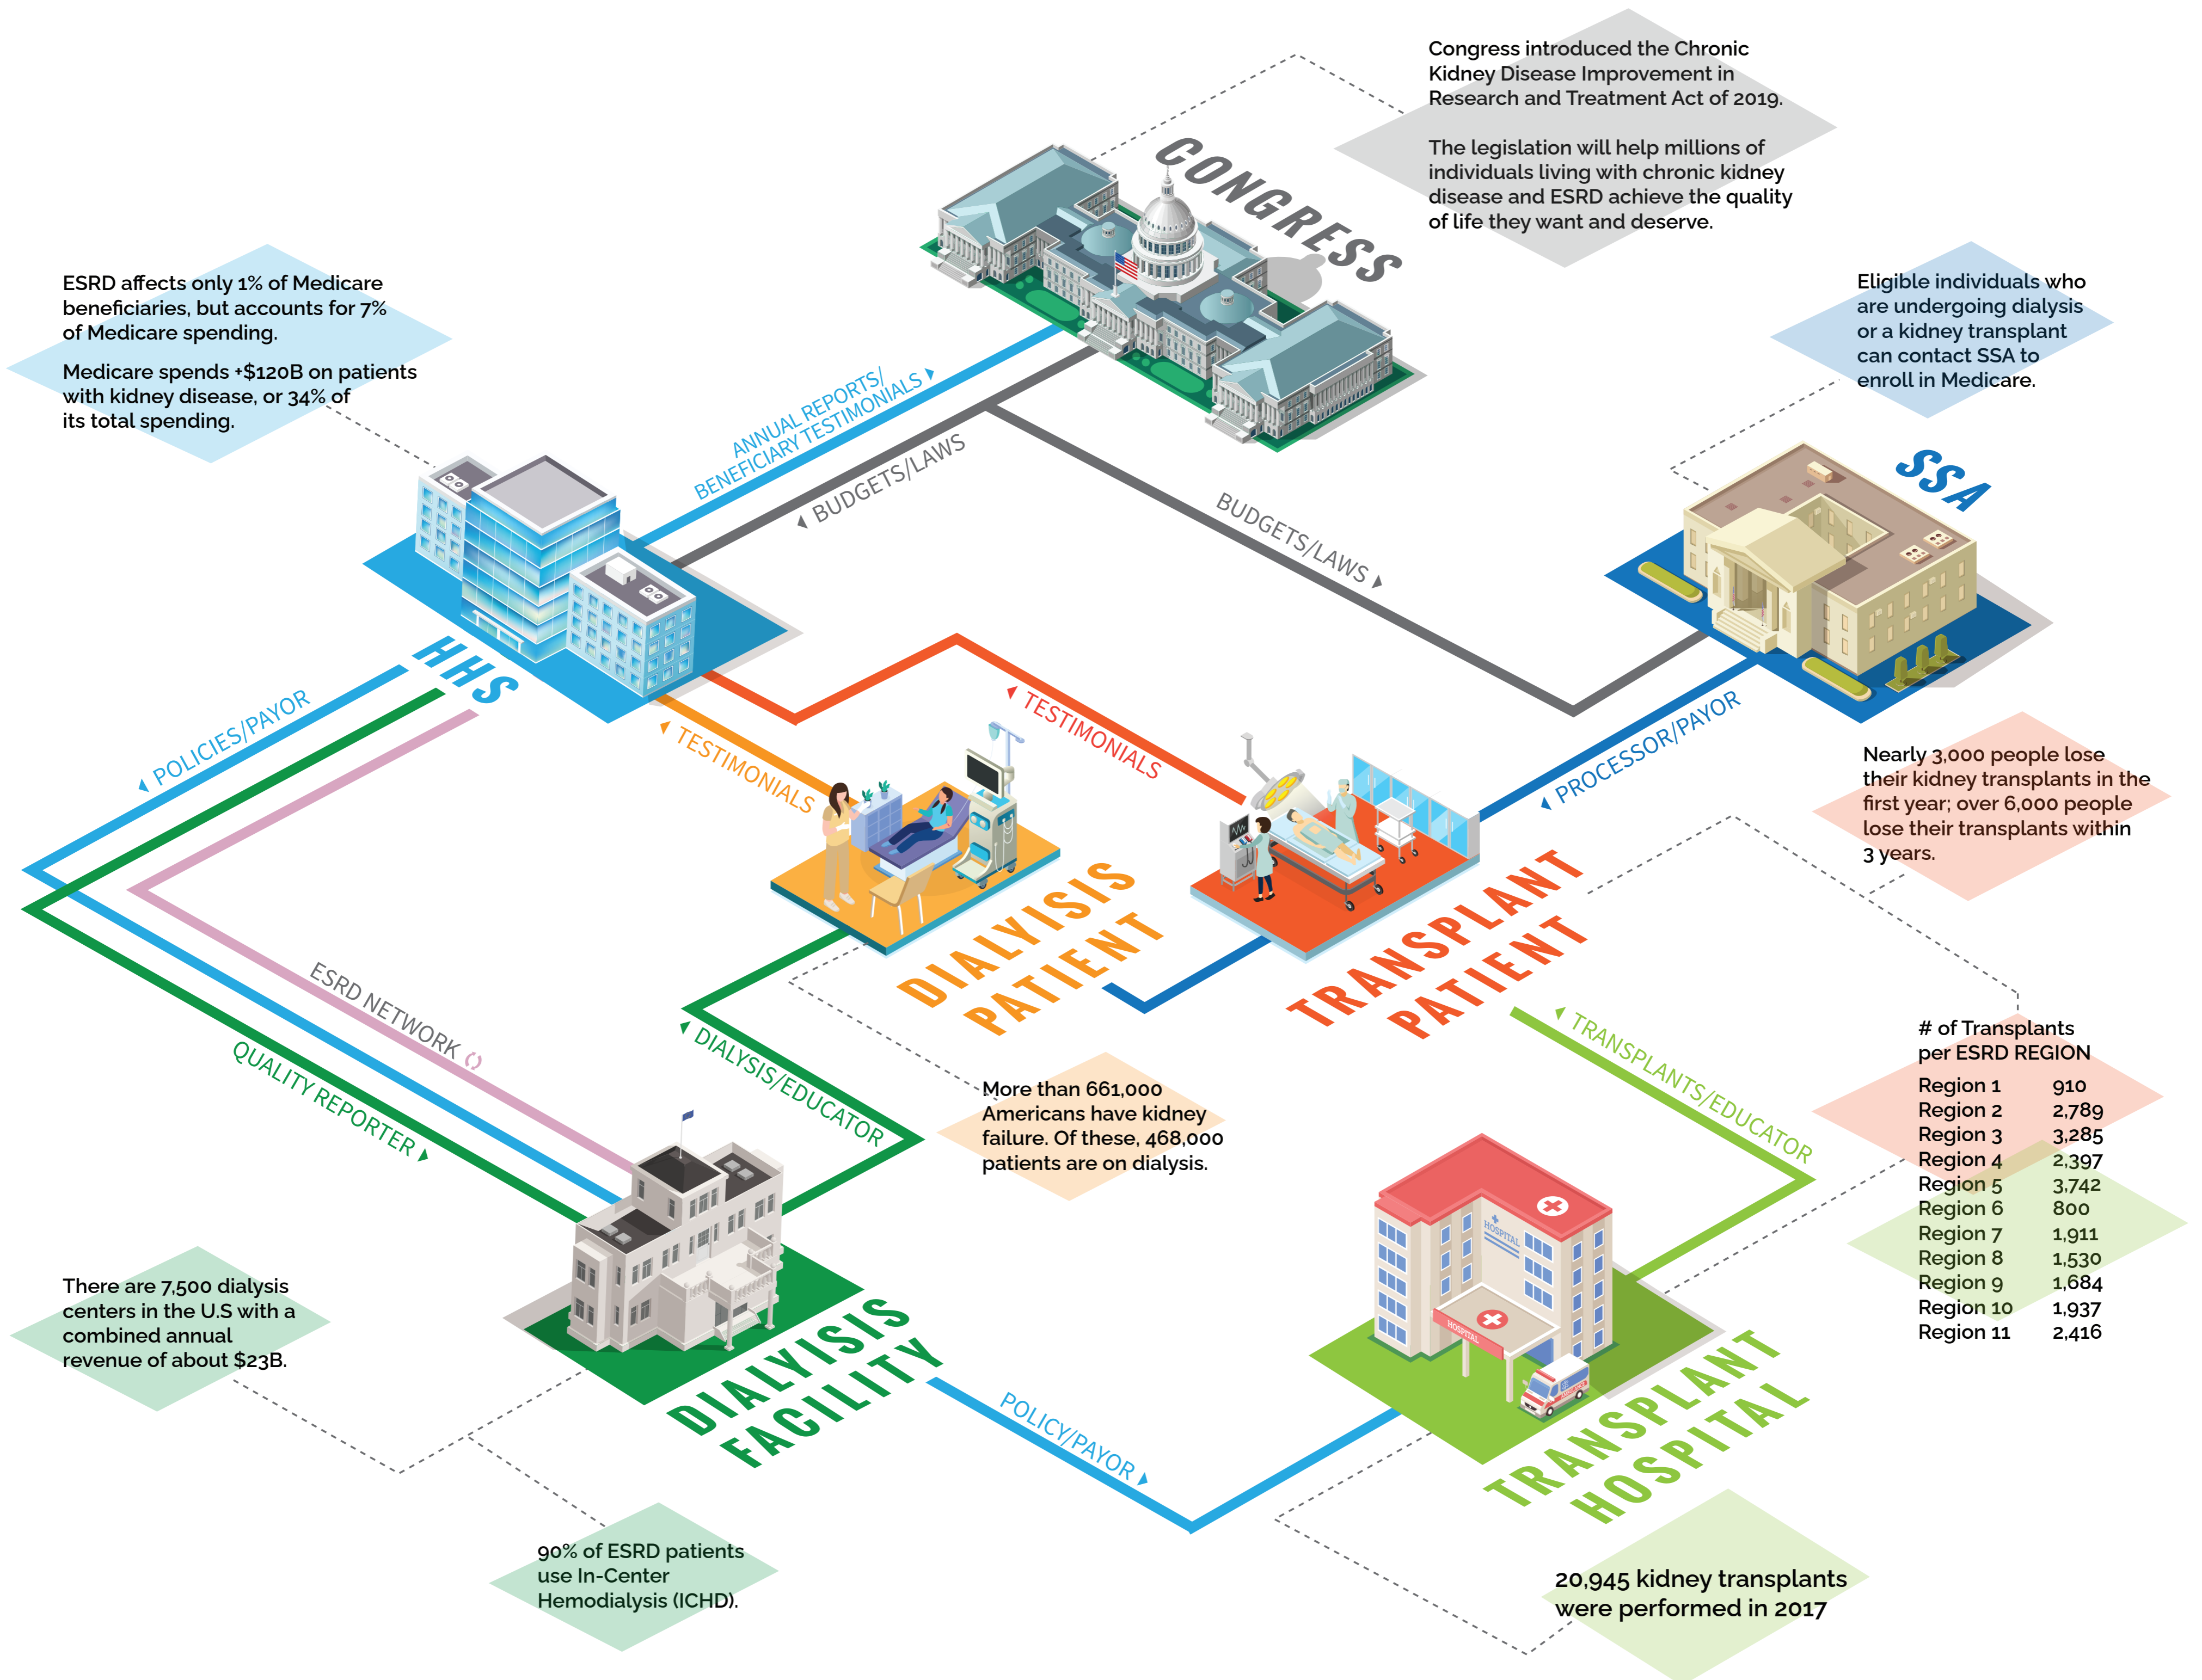 Congress introduced the Chronic
Kidney Disease Improvement in
Research and Treatment Act of 2019.
The legislation will help millions of
individuals living with chronic kidney
disease and ESRD achieve the quality
of life they want and deserve.
CONGRESS
ESRD affects only 1% of Medicare
beneficiaries, but accounts for 7%
of Medicare spending.
Medicare spends +$120B on patients
with kidney disease, or 34% of
its total spending.
Eligible individuals who
are undergoing dialysis
or a kidney transplant
can contact SSA to
enroll in Medicare.
ANNUAL REPORTS/
BENEFICIARY TESTIMONIALS
BUDGETS/LAWS
BUDGETS/LAWS
SSA
HHS
POLICIES/PAYOR
TESTIMONIALS
TESTIMONIALS
PROCESSOR/PAYOR
Nearly 3,000 people lose
their kidney transplants in the
first year; over 6,000 people
lose their transplants within
3 years.
DIALYISIS
PATIENT
TRANSPLANT
PATIENT
ESRD NETWORK
QUALITY REPORTER
DIALYSIS/EDUCATOR
More than 661,000
Americans have kidney
failure. Of these, 468,000
patients are on dialysis.
TRANSPLANTS/EDUCATOR
# of Transplants
per ESRD REGION
Region 1 910
Region 2 2,789
Region 3 3,285
Region 4 2,397
Region 5 3,742
Region 6 800
Region 7 1,911
Region 8 1,530
Region 9 1,684
Region 10 1,937
Region 11 2,416
HOSPITAL
HOSPITAL
AMBULANCE
There are 7,500 dialysis
centers in the U.S with a
combined annual
revenue of about $23B.
DIALYISIS
FACILITY
POLICY/PAYOR
TRANSPLANT
HOSPITAL
90% of ESRD patients
use In-Center
Hemodialysis (ICHD).
20,945 kidney transplants
were performed in 2017